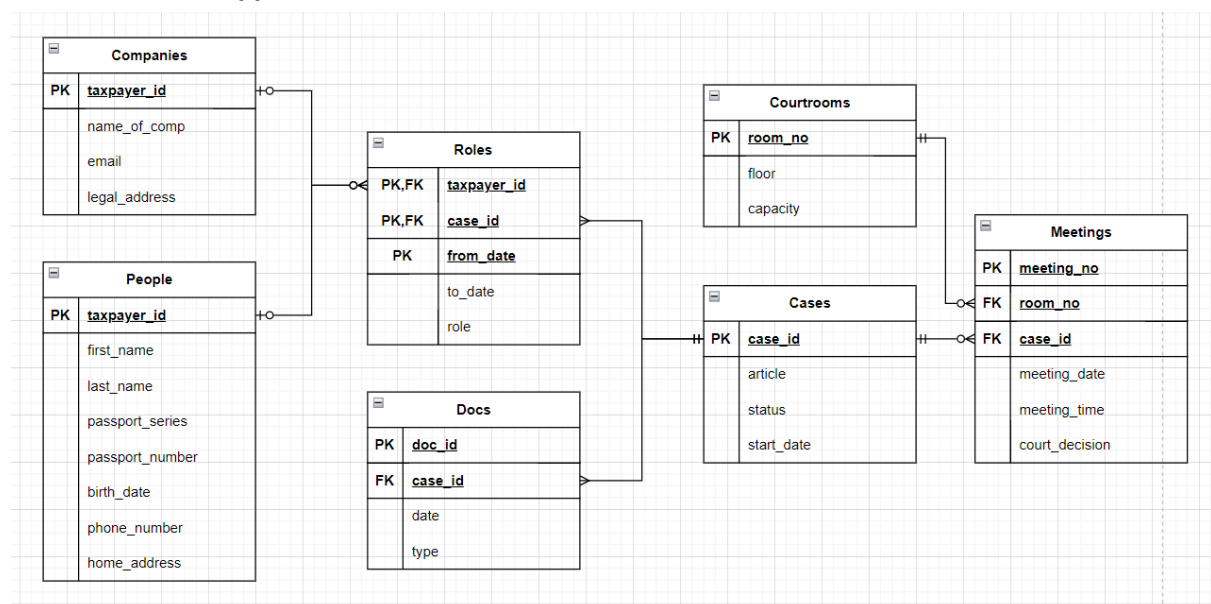 Companies
PK taxpayer_id
name_of_comp
email
legal_address
People
PK taxpayer_id
first_name
last_name
passport_series
passport_number
birth_date
phone_number
home_address
Roles
PK,FK taxpayer_id
PK,FK case_id
PK from_date
to_date
role
Docs
PK doc_id
FK case_id
date
type
Courtrooms
PK room_no
floor
capacity
Cases
PK case_id
article
status
start_date
Meetings
PK meeting_no
FK room_no
FK case_id
meeting_date
meeting_time
court_decision